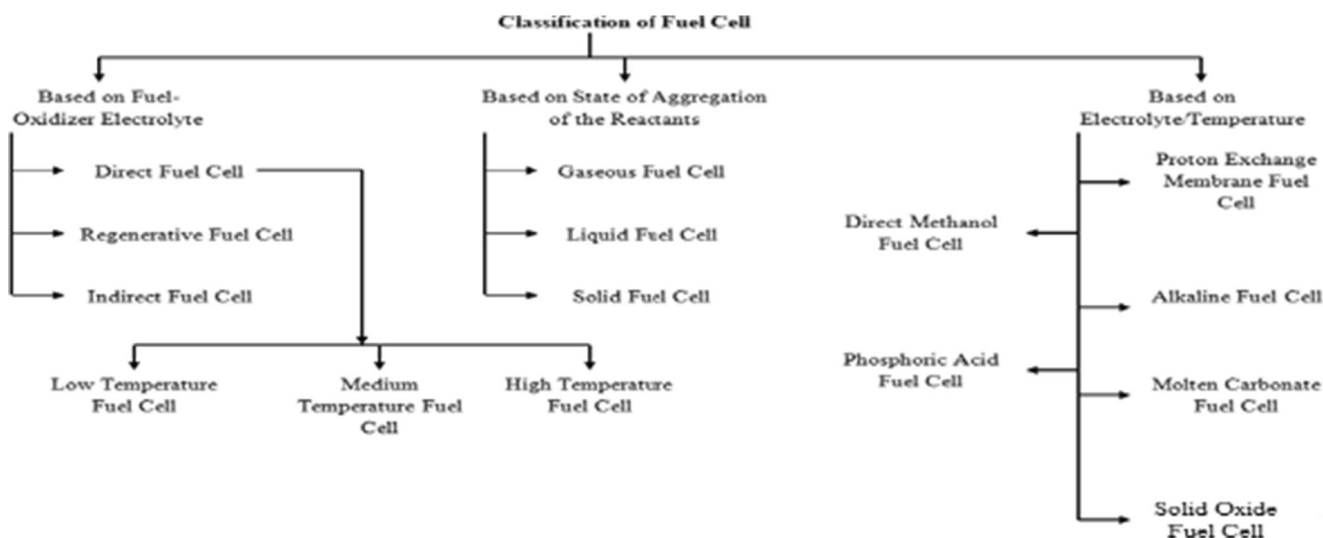 Classification of Fuel Cell
Based on Fuel-
Oxidizer Electrolyte
Direct Fuel Cell
Regenerative Fuel Cell
Indirect Fuel Cell
Low Temperature
Fuel Cell
Medium
Temperature Fuel
Cell
High Temperature
Fuel Cell
Based on State of Aggregation
of the Reactants
Gaseous Fuel Cell
Liquid Fuel Cell
Solid Fuel Cell
Based on
Electrolyte/Temperature
Proton Exchange
Membrane Fuel
Cell
Direct Methanol
Fuel Cell
Alkaline Fuel Cell
Phosphoric Acid
Fuel Cell
Molten Carbonate
Fuel Cell
Solid Oxide
Fuel Cell